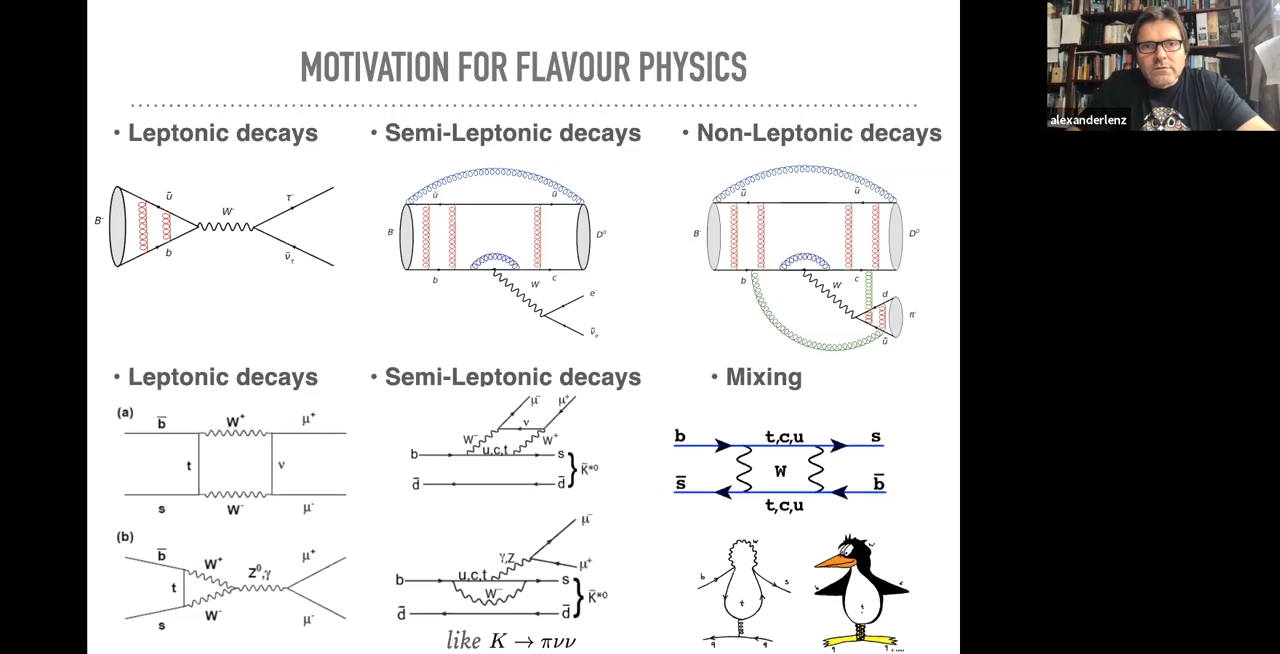 MOTIVATION FOR FLAVOUR PHYSICS
alexanderlenz
• Leptonic decays
• Semi-Leptonic decays
• Non-Leptonic decays
B⁻ ū b W⁻ τ⁻ ν̄τ
B⁻ ū ū D⁰ b W⁻ c e⁻ ν̄e
B⁻ ū ū D⁰ b W⁻ c d ū π⁻
• Leptonic decays
• Semi-Leptonic decays
• Mixing
(a)
b̄ W⁺ μ⁺
t ν
s W⁻ μ⁻
μ⁻ μ⁺
W⁻ ν W⁺
b u,c,t s
d̄ d̄ K̄*⁰
b t,c,u s
W
s̄ t,c,u b̄
(b)
b̄ W⁺ Z⁰,γ μ⁺
t
s W⁻ μ⁻
μ⁻
γ,Z μ⁺
b u,c,t s
W⁻ K̄*⁰
d̄ d̄
like K → πνν
w
b s
t
q q
t
q q